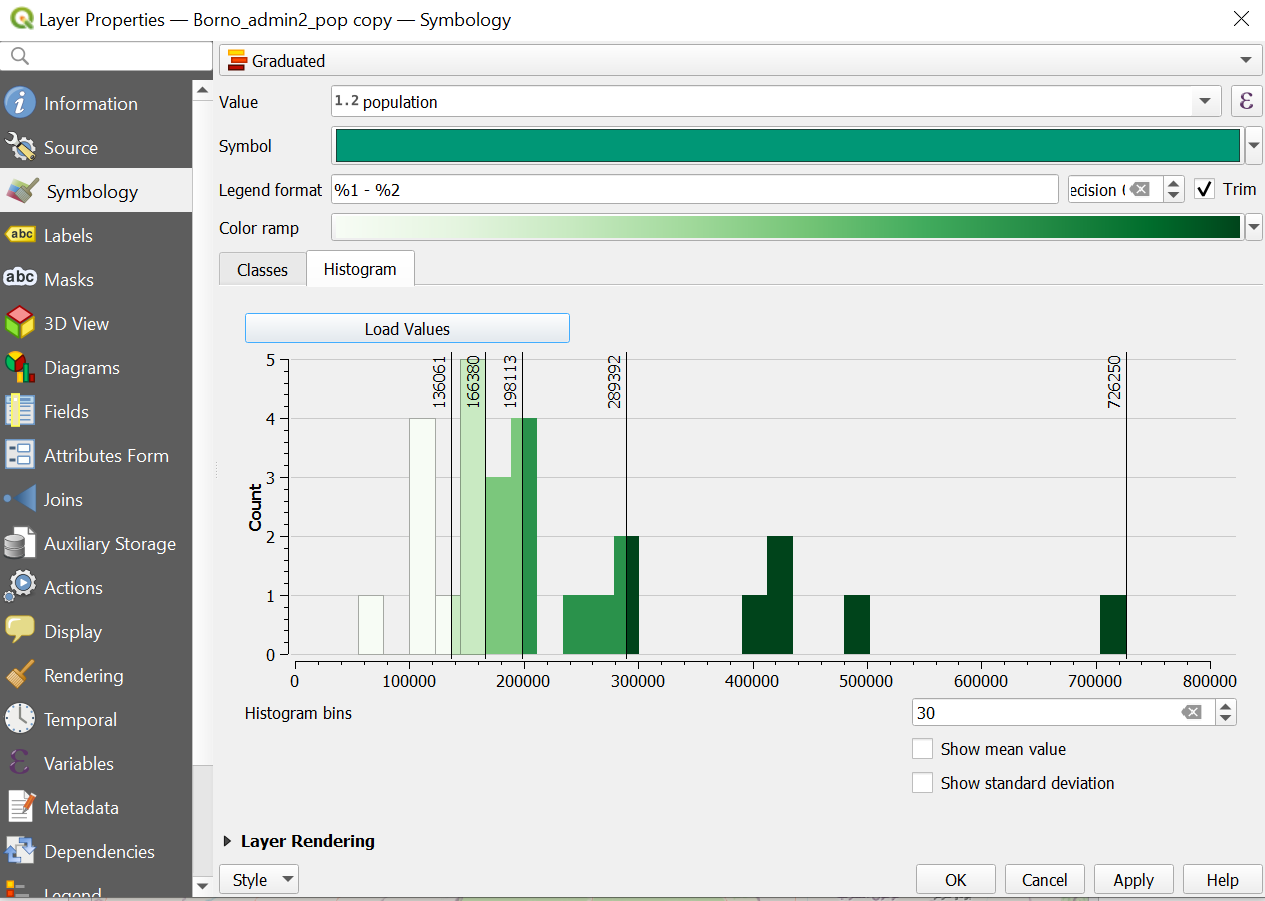 Layer Properties — Borno_admin2_pop copy — Symbology
Graduated
Information
Source
Symbology
Labels
abc
Masks
abc
3D View
Diagrams
Fields
Attributes Form
Joins
Auxiliary Storage
Actions
Display
Rendering
Temporal
Variables
Metadata
Dependencies
Legend
Value
1.2 population
ε
Symbol
Legend format
%1 - %2
ecision
Trim
Color ramp
Classes
Histogram
Load Values
5
4
3
2
1
0
Count
136061
166380
198113
289392
726250
0
100000
200000
300000
400000
500000
600000
700000
800000
Histogram bins
30
Show mean value
Show standard deviation
Layer Rendering
Style
OK
Cancel
Apply
Help